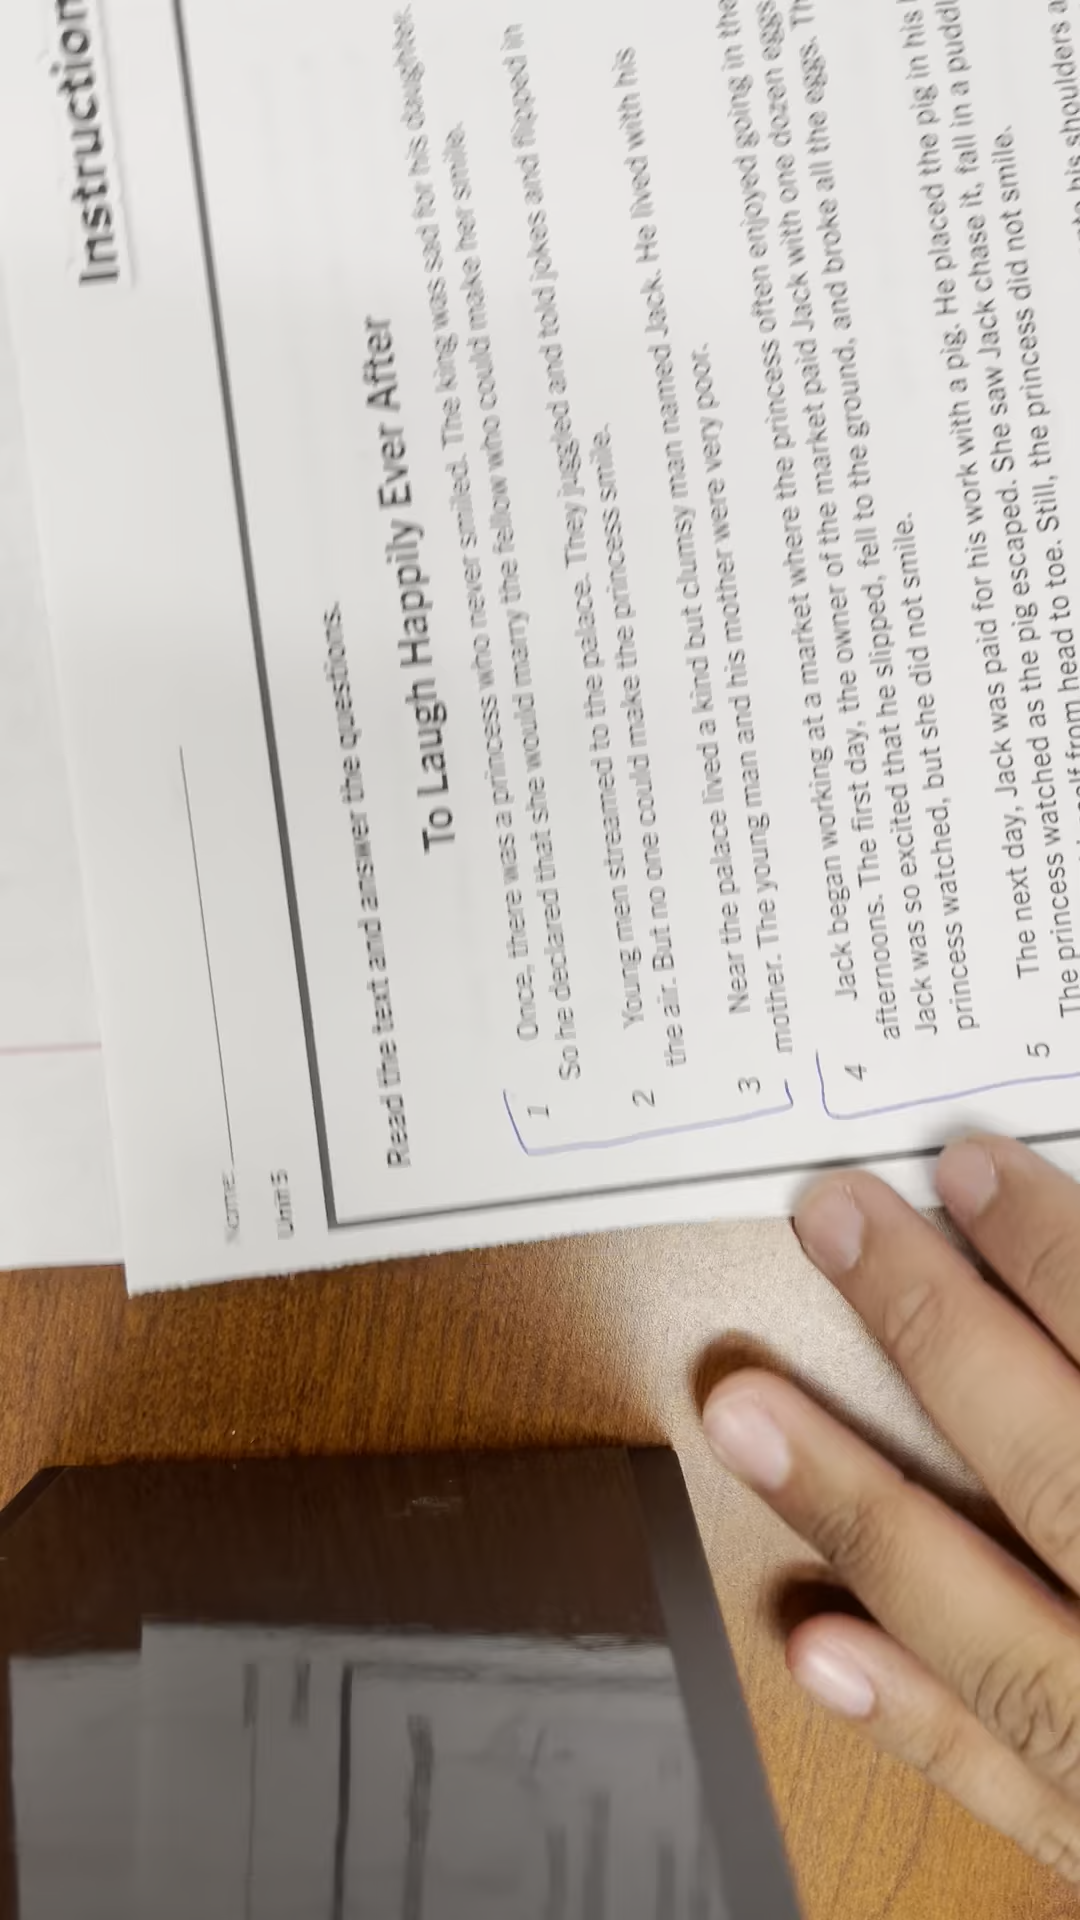 Instruction
Name
Unit 5
Read the text and answer the questions.
To Laugh Happily Ever After
1 Once, there was a princess who never smiled. The king was sad for his daughter.
So he declared that she would marry the fellow who could make her smile.
2 Young men streamed to the palace. They juggled and told jokes and flipped in
the air. But no one could make the princess smile.
3 Near the palace lived a kind but clumsy man named Jack. He lived with his
mother. The young man and his mother were very poor.
4 Jack began working at a market where the princess often enjoyed going in the
afternoons. The first day, the owner of the market paid Jack with one dozen eggs
Jack was so excited that he slipped, fell to the ground, and broke all the eggs.
princess watched, but she did not smile.
5 The next day, Jack was paid for his work with a pig. He placed the pig in his
The princess watched as the pig escaped. She saw Jack chase it, fall in a
from head to toe. Still, the princess did not smile.
his shoulders